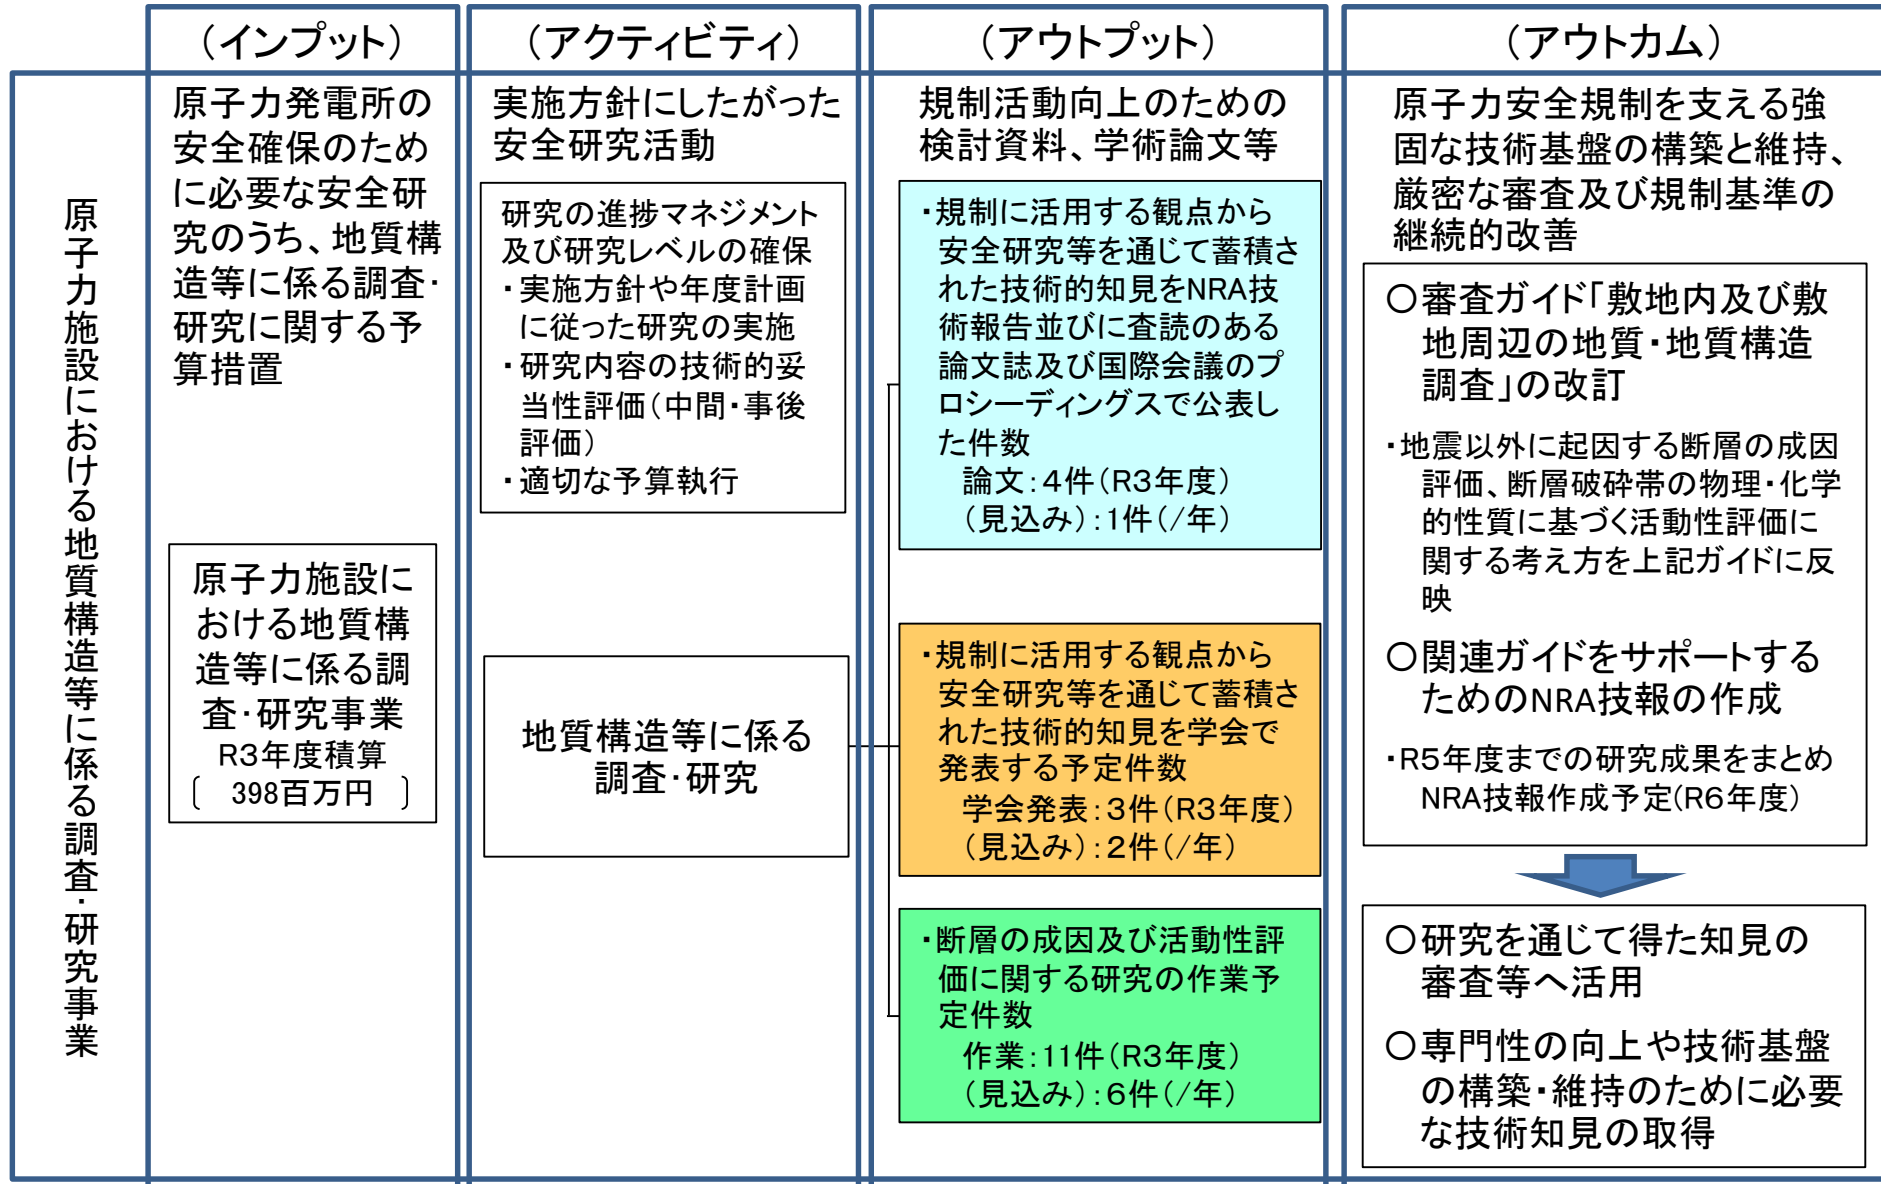 (インプット)
(アクティビティ)
(アウトプット)
(アウトカム)
原子力施設における地質構造等に係る調査・研究事業
原子力発電所の
安全確保のため
に必要な安全研
究のうち、地質構
造等に係る調査・
研究に関する予
算措置
原子力施設に
おける地質構
造等に係る調
査・研究事業
R3年度積算
〔 398百万円 〕
実施方針にしたがった
安全研究活動
研究の進捗マネジメント
及び研究レベルの確保
・実施方針や年度計画
に従った研究の実施
・研究内容の技術的妥
当性評価(中間・事後
評価)
・適切な予算執行
地質構造等に係る
調査・研究
規制活動向上のための
検討資料、学術論文等
・規制に活用する観点から
安全研究等を通じて蓄積さ
れた技術的知見をNRA技
術報告並びに査読のある
論文誌及び国際会議のプ
ロシーディングスで公表し
た件数
論文:4件(R3年度)
(見込み):1件(/年)
・規制に活用する観点から
安全研究等を通じて蓄積さ
れた技術的知見を学会で
発表する予定件数
学会発表:3件(R3年度)
(見込み):2件(/年)
・断層の成因及び活動性評
価に関する研究の作業予
定件数
作業:11件(R3年度)
(見込み):6件(/年)
原子力安全規制を支える強
固な技術基盤の構築と維持、
厳密な審査及び規制基準の
継続的改善
〇審査ガイド「敷地内及び敷
地周辺の地質・地質構造
調査」の改訂
・地震以外に起因する断層の成因
評価、断層破砕帯の物理・化学
的性質に基づく活動性評価に
関する考え方を上記ガイドに反
映
〇関連ガイドをサポートする
ためのNRA技報の作成
・R5年度までの研究成果をまとめ
NRA技報作成予定(R6年度)
〇研究を通じて得た知見の
審査等へ活用
〇専門性の向上や技術基盤
の構築・維持のために必要
な技術知見の取得